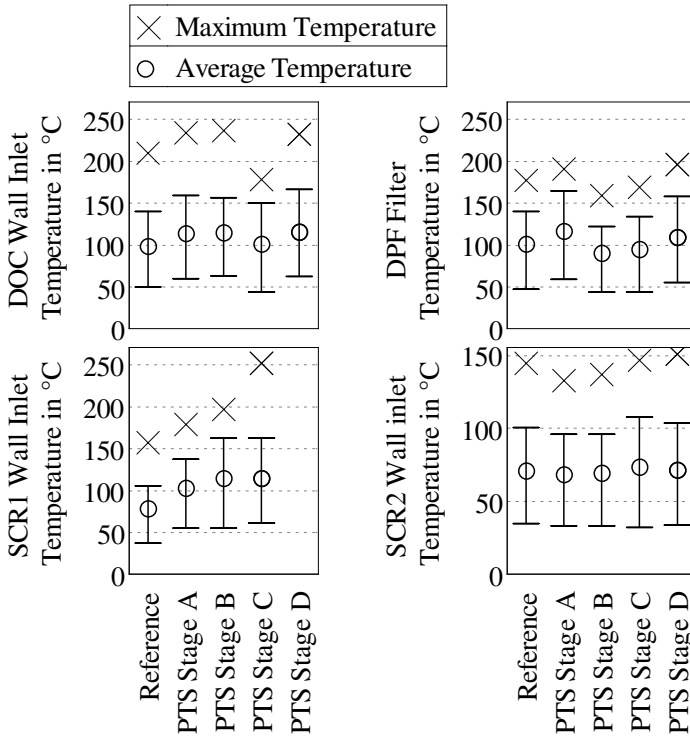 Maximum Temperature
Average Temperature
DOC Wall Inlet
Temperature in °C
250
200
150
100
50
0
DPF Filter
Temperature in °C
250
200
150
100
50
0
SCR1 Wall Inlet
Temperature in °C
250
200
150
100
50
0
SCR2 Wall inlet
Temperature in °C
150
100
50
0
Reference
PTS Stage A
PTS Stage B
PTS Stage C
PTS Stage D
Reference
PTS Stage A
PTS Stage B
PTS Stage C
PTS Stage D